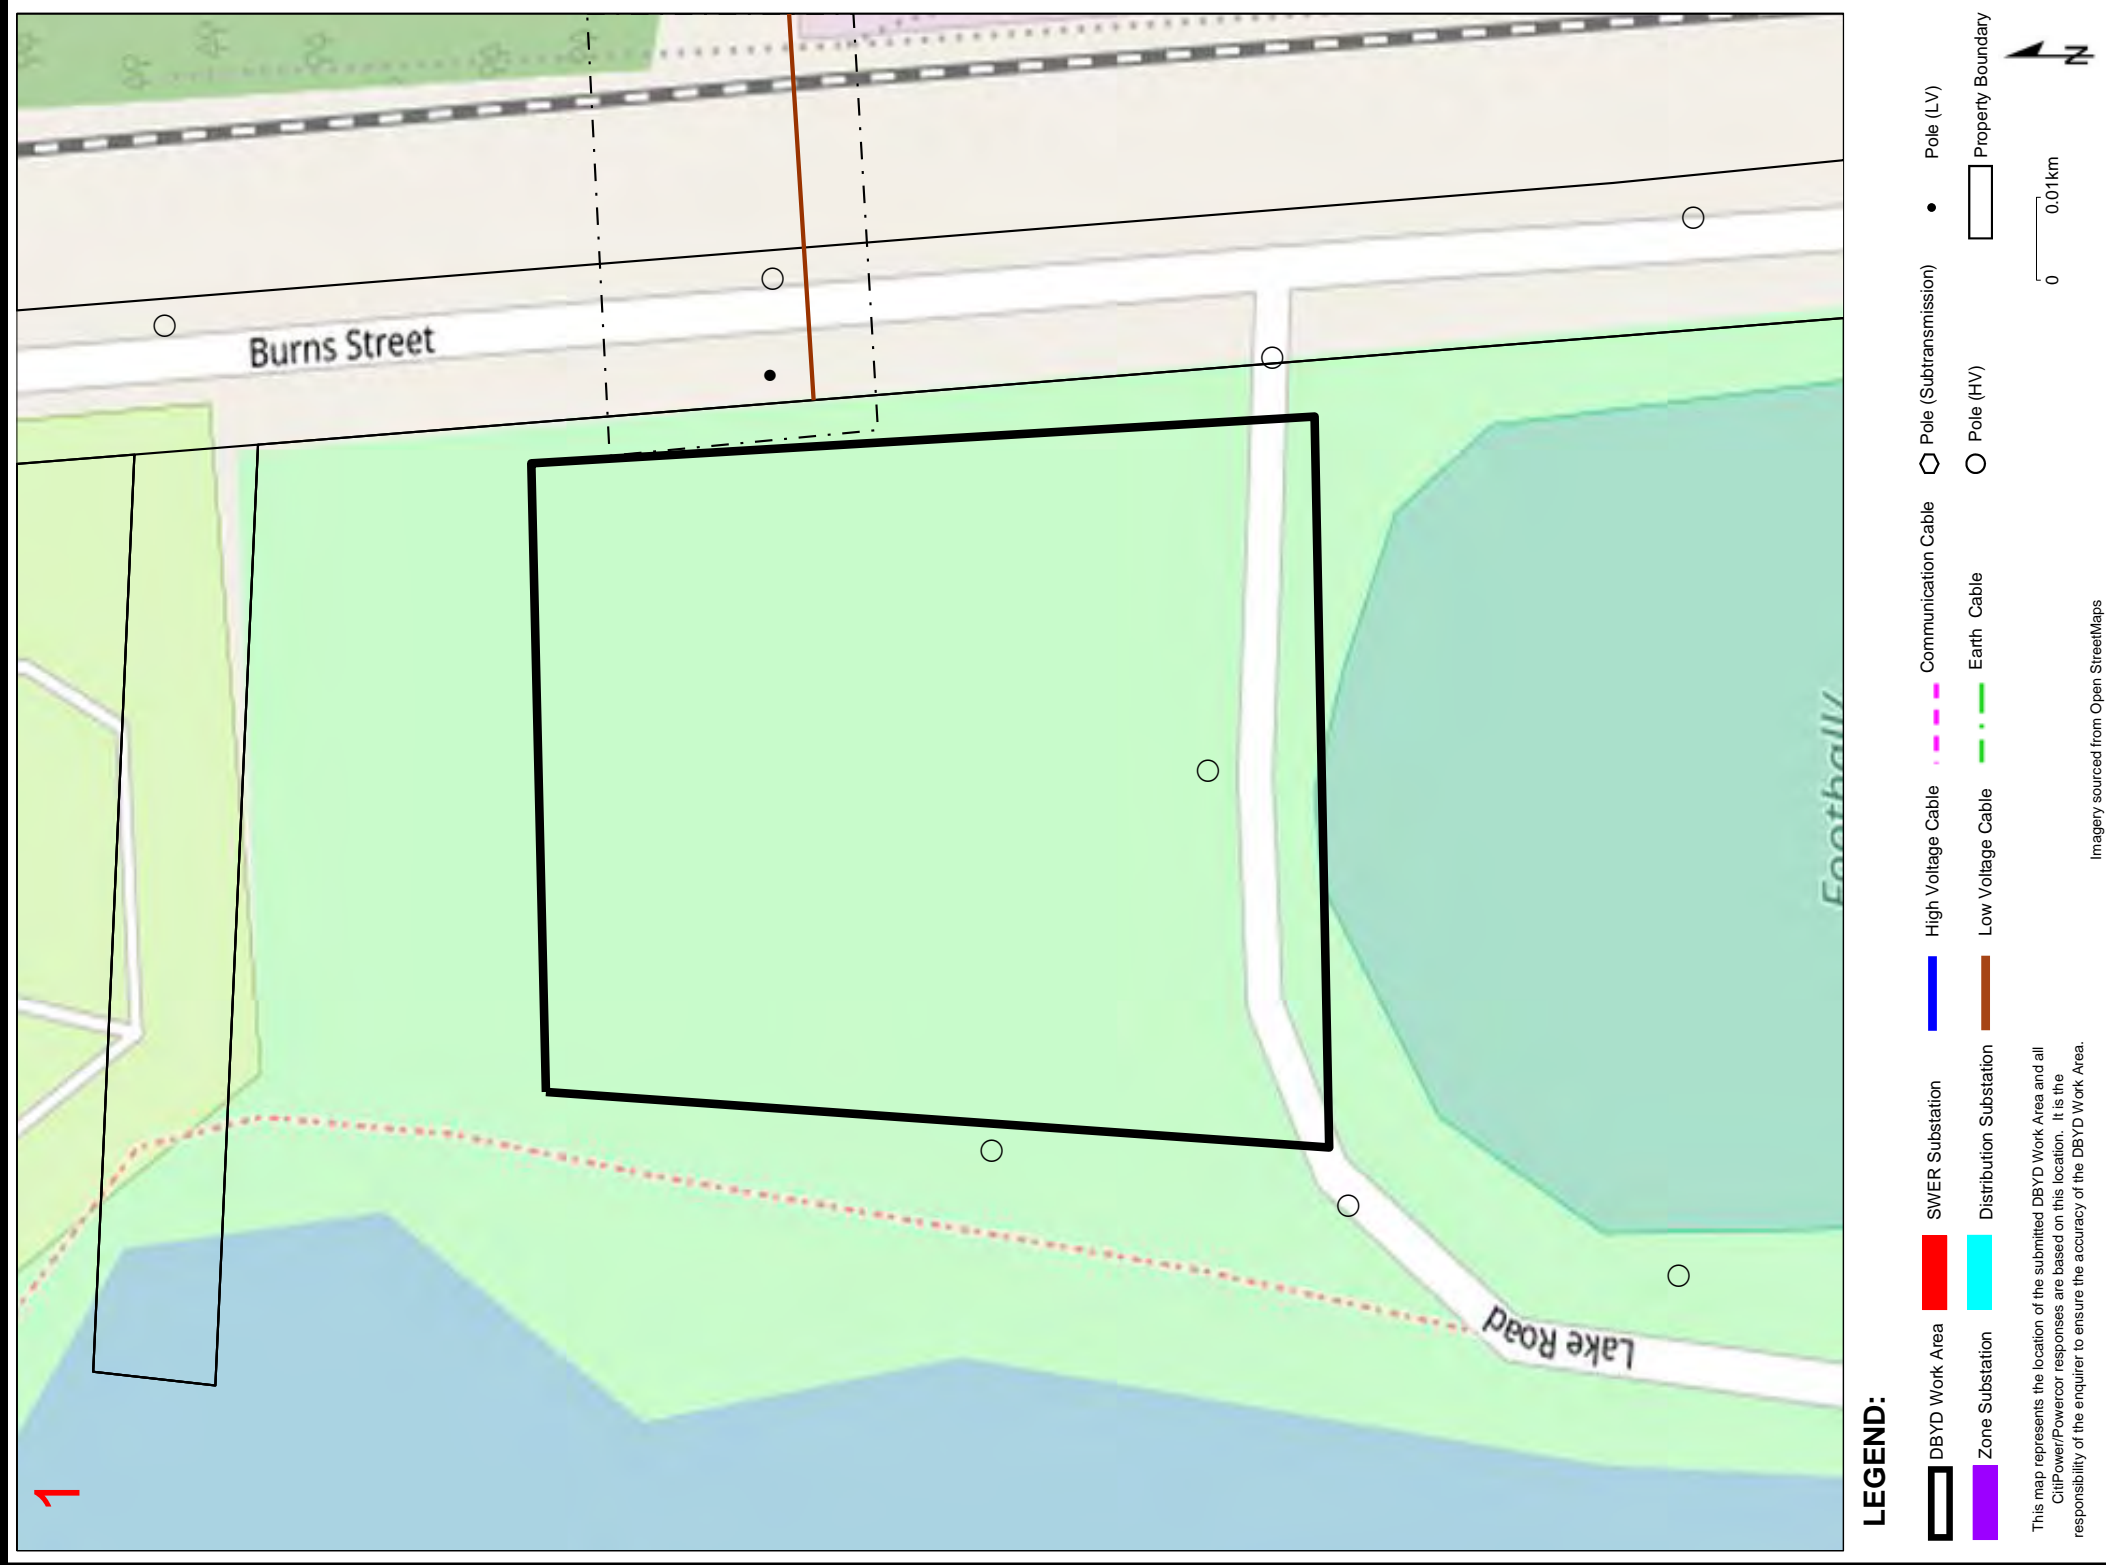 1
Burns Street
Lake Road
Football/
LEGEND:
DBYD Work Area
SWER Substation
High Voltage Cable
Communication Cable
Pole (Subtransmission)
Pole (LV)
Zone Substation
Distribution Substation
Low Voltage Cable
Earth Cable
Pole (HV)
Property Boundary
0
0.01km
N
This map represents the location of the submitted DBYD Work Area and all
CitiPower/Powercor responses are based on this location. It is the
responsibility of the enquirer to ensure the accuracy of the DBYD Work Area.
Imagery sourced from Open StreetMaps